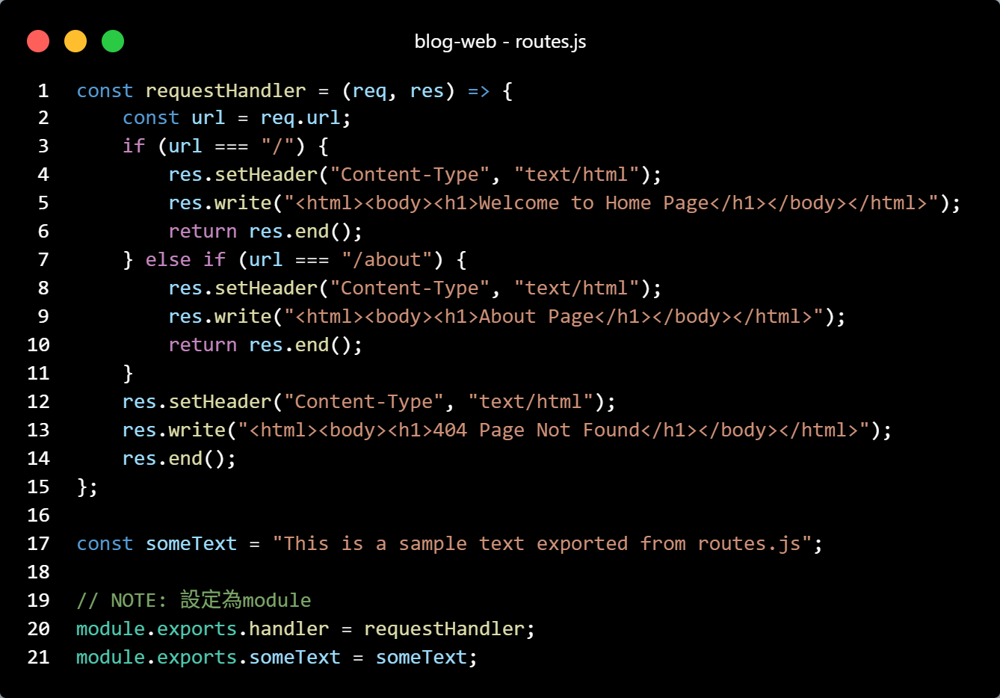 blog-web - routes.js
1 const requestHandler = (req, res) => {
2     const url = req.url;
3     if (url === "/") {
4         res.setHeader("Content-Type", "text/html");
5         res.write("<html><body><h1>Welcome to Home Page</h1></body></html>");
6         return res.end();
7     } else if (url === "/about") {
8         res.setHeader("Content-Type", "text/html");
9         res.write("<html><body><h1>About Page</h1></body></html>");
10         return res.end();
11     }
12     res.setHeader("Content-Type", "text/html");
13     res.write("<html><body><h1>404 Page Not Found</h1></body></html>");
14     res.end();
15 };
16
17 const someText = "This is a sample text exported from routes.js";
18
19 // NOTE: 設定為module
20 module.exports.handler = requestHandler;
21 module.exports.someText = someText;